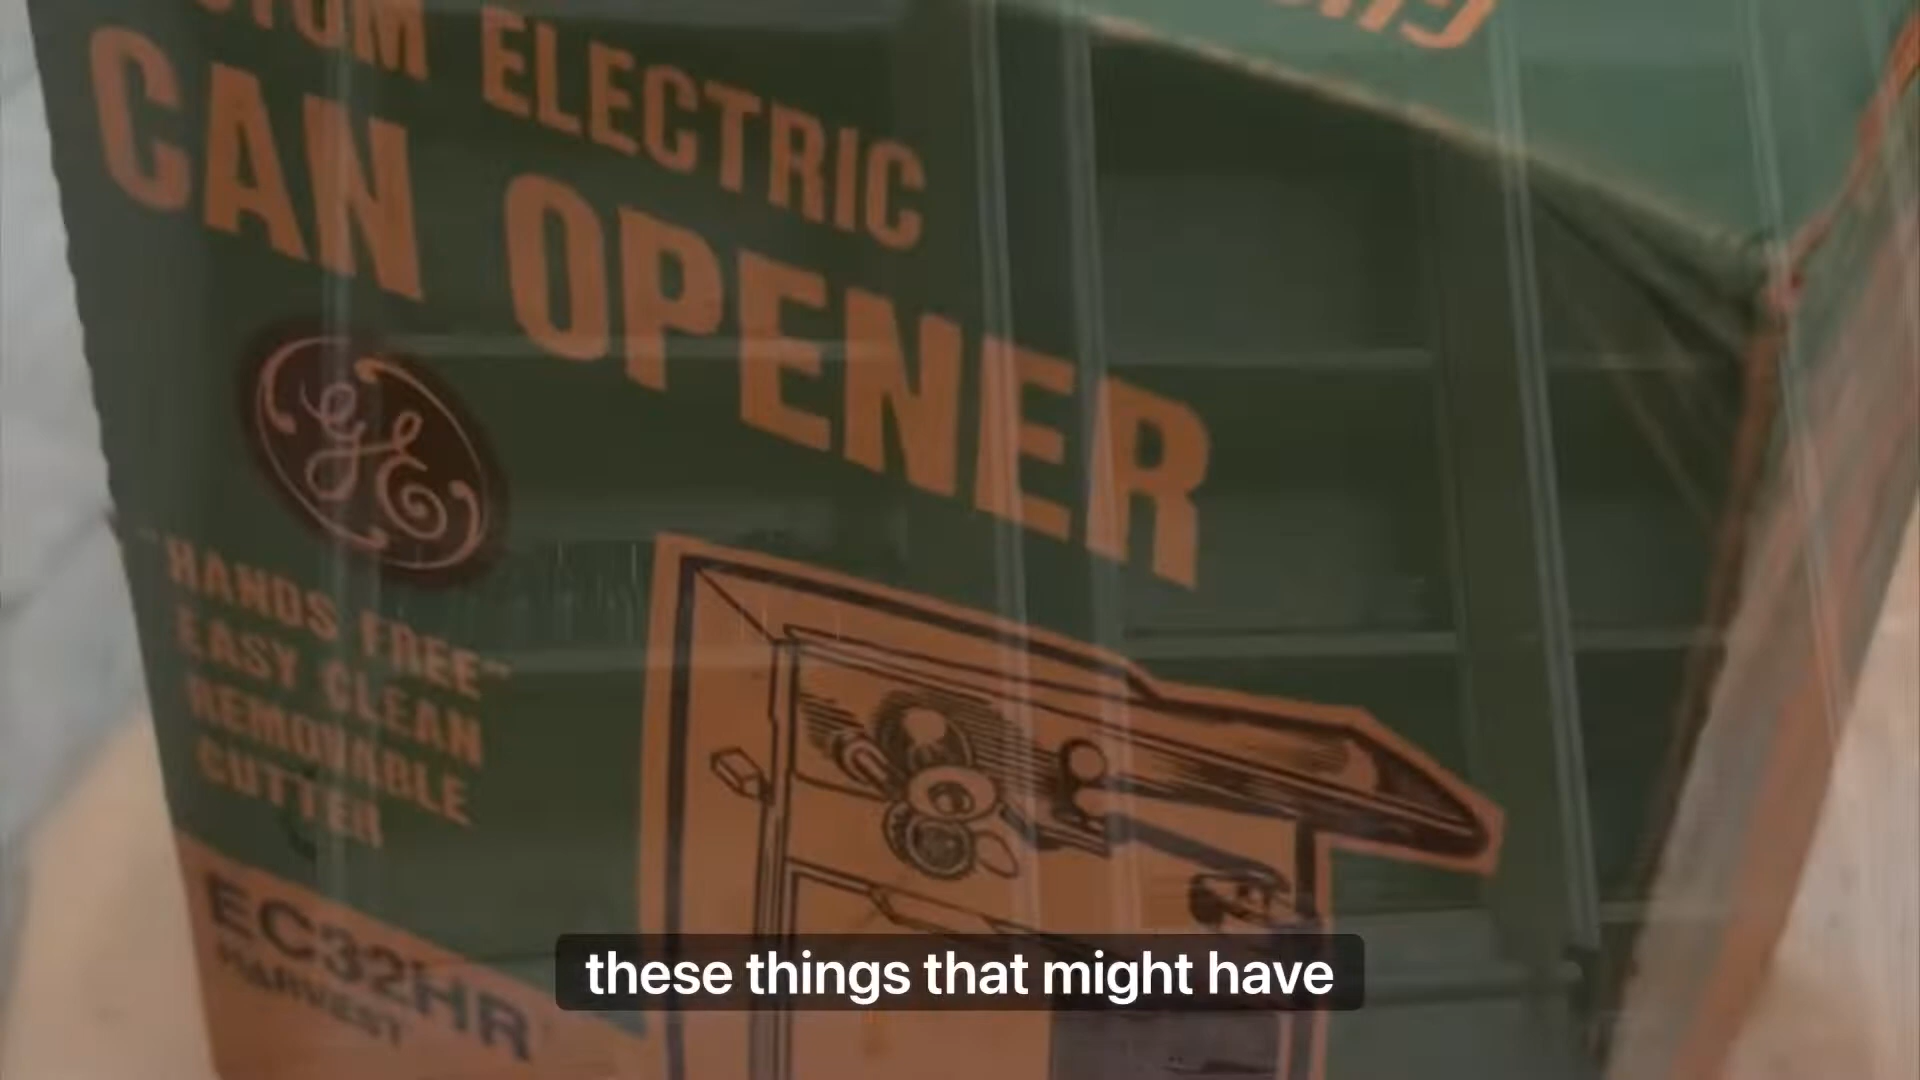 ELECTRIC
CAN OPENER
GE
"HANDS FREE"
EASY CLEAN
REMOVABLE
CUTTER
EC32HR
HARVEST
these things that might have